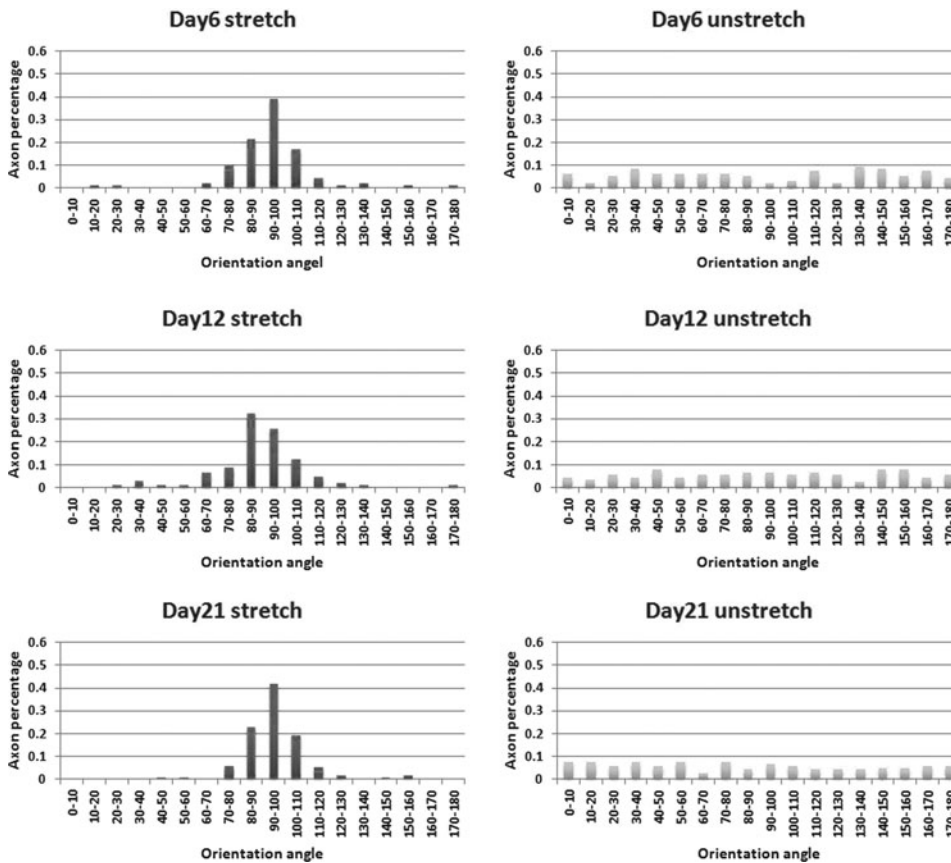 Day6 stretch
Axon percentage
0.6
0.5
0.4
0.3
0.2
0.1
0
0-10 10-20 20-30 30-40 40-50 50-60 60-70 70-80 80-90 90-100 100-110 110-120 120-130 130-140 140-150 150-160 160-170 170-180
Orientation angel
Day6 unstretch
Axon percentage
0.6
0.5
0.4
0.3
0.2
0.1
0
0-10 10-20 20-30 30-40 40-50 50-60 60-70 70-80 80-90 90-100 100-110 110-120 120-130 130-140 140-150 150-160 160-170 170-180
Orientation angle
Day12 stretch
Axon percentage
0.6
0.5
0.4
0.3
0.2
0.1
0
0-10 10-20 20-30 30-40 40-50 50-60 60-70 70-80 80-90 90-100 100-110 110-120 120-130 130-140 140-150 150-160 160-170 170-180
Orientation angle
Day12 unstretch
Axon percentage
0.6
0.5
0.4
0.3
0.2
0.1
0
0-10 10-20 20-30 30-40 40-50 50-60 60-70 70-80 80-90 90-100 100-110 110-120 120-130 130-140 140-150 150-160 160-170 170-180
Orientation angle
Day21 stretch
Axon percentage
0.6
0.5
0.4
0.3
0.2
0.1
0
0-10 10-20 20-30 30-40 40-50 50-60 60-70 70-80 80-90 90-100 100-110 110-120 120-130 130-140 140-150 150-160 160-170 170-180
Orientation angle
Day21 unstretch
Axon percentage
0.6
0.5
0.4
0.3
0.2
0.1
0
0-10 10-20 20-30 30-40 40-50 50-60 60-70 70-80 80-90 90-100 100-110 110-120 120-130 130-140 140-150 150-160 160-170 170-180
Orientation angle